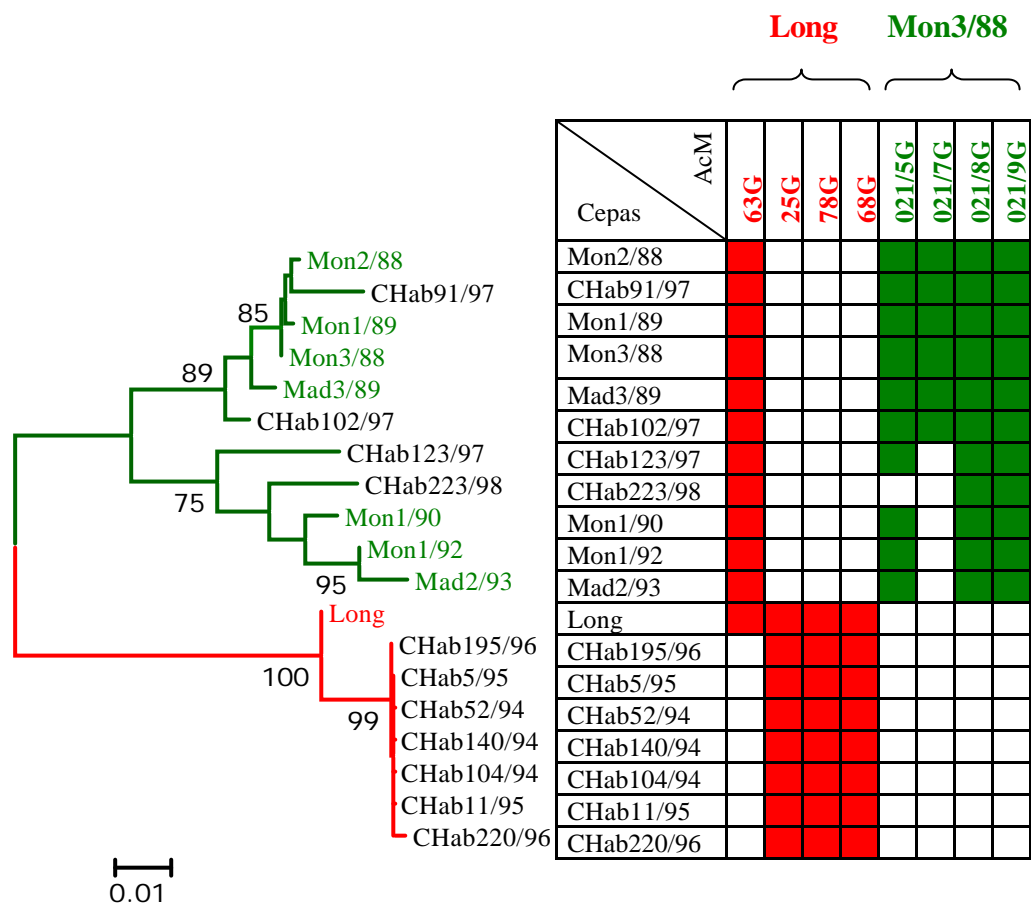 Long Mon3/88
Cepas AcM 63G 25G 78G 68G 021/5G 021/7G 021/8G 021/9G
Mon2/88
CHab91/97
85
Mon1/89
Mon3/88
89
Mad3/89
CHab102/97
CHab123/97
CHab223/98
75
Mon1/90
Mon1/92
95
Mad2/93
Long
CHab195/96
100
CHab5/95
99
CHab52/94
CHab140/94
CHab104/94
CHab11/95
CHab220/96
0.01
Mon2/88
CHab91/97
Mon1/89
Mon3/88
Mad3/89
CHab102/97
CHab123/97
CHab223/98
Mon1/90
Mon1/92
Mad2/93
Long
CHab195/96
CHab5/95
CHab52/94
CHab140/94
CHab104/94
CHab11/95
CHab220/96